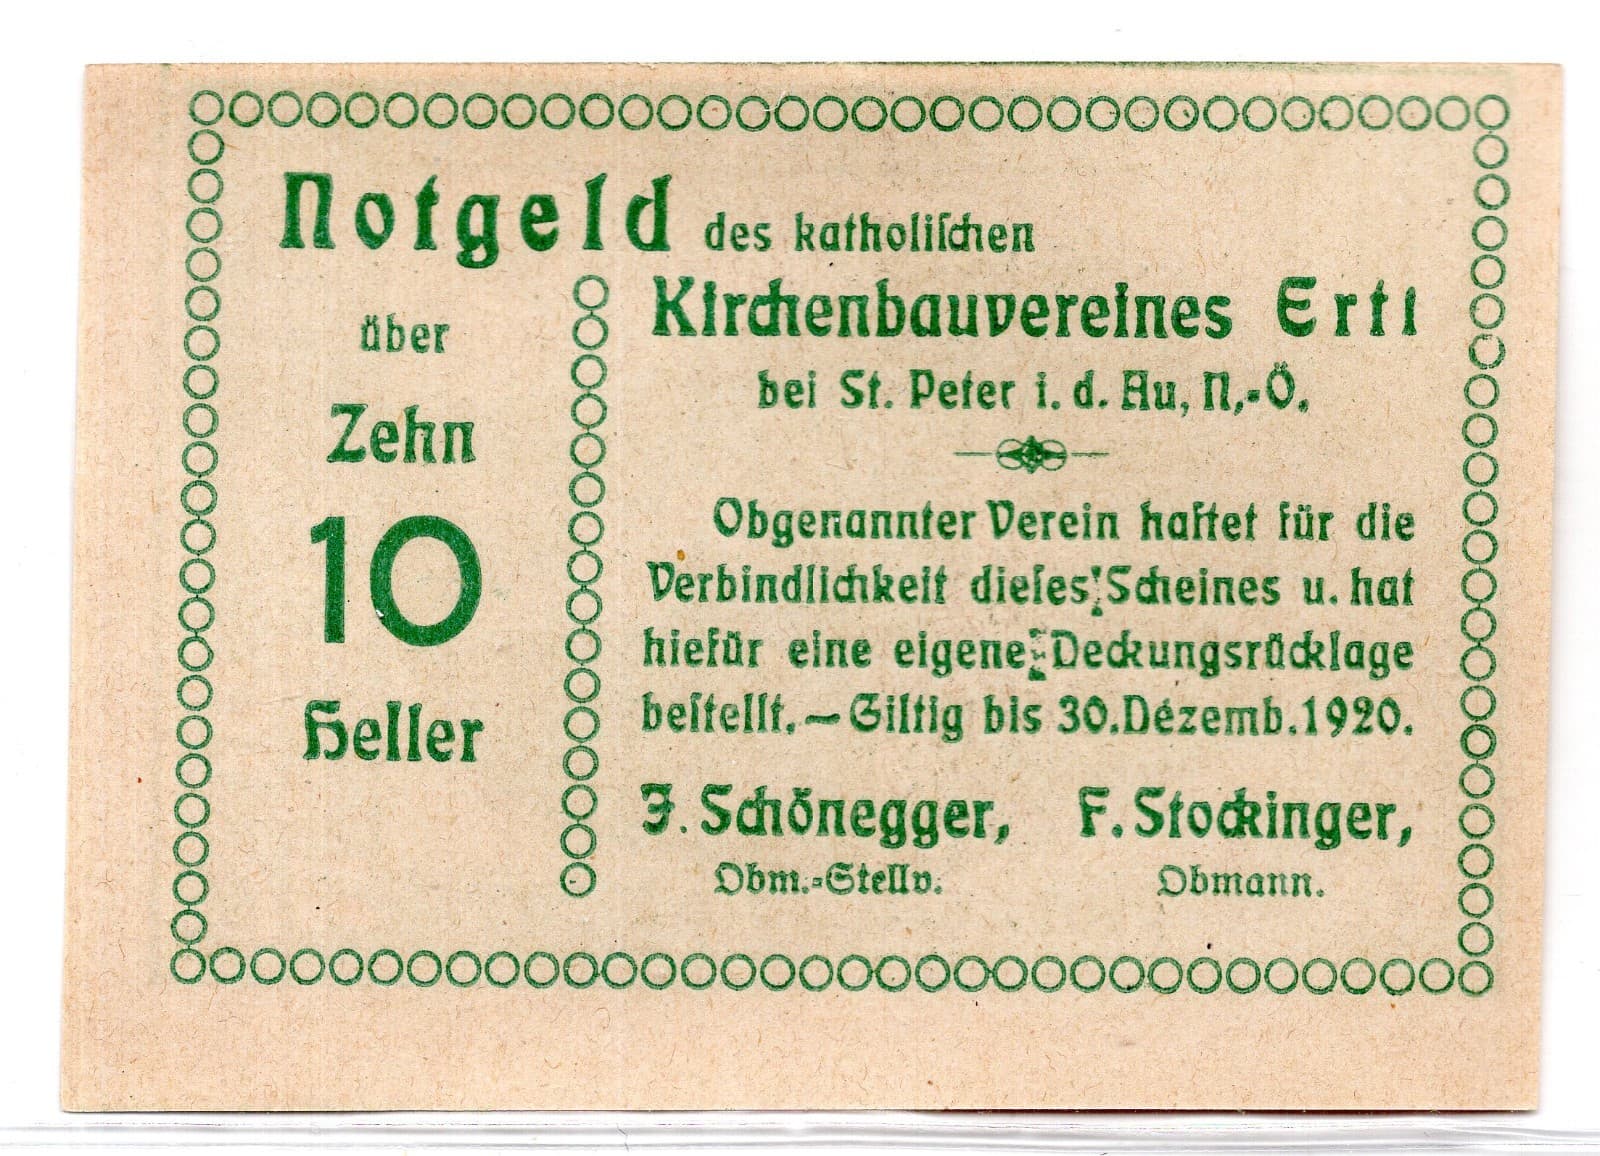 Notgeld des katholiſchen
über
Zehn
10
Heller
Kirchenbauvereines Ertl
bei St. Peter i. d. Au, N.-Ö.
Obgenannter Verein haftet für die
Verbindlichkeit dieſes Scheines u. hat
hiefür eine eigene Deckungsrücklage
beſtellt. — Giltig bis 30. Dezemb. 1920.
J. Schönegger, F. Stockinger,
Obm.-Stellv. Obmann.